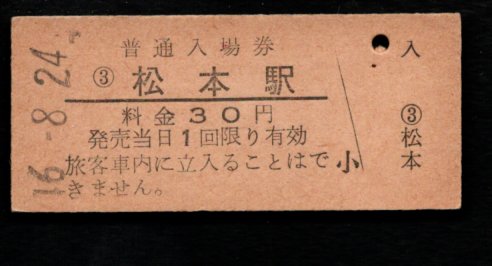 46-8.24
普通入場券
③ 松本駅
料金30円
発売当日1回限り有効
旅客車内に立入ることはで
きません。
小
入
③
松
本